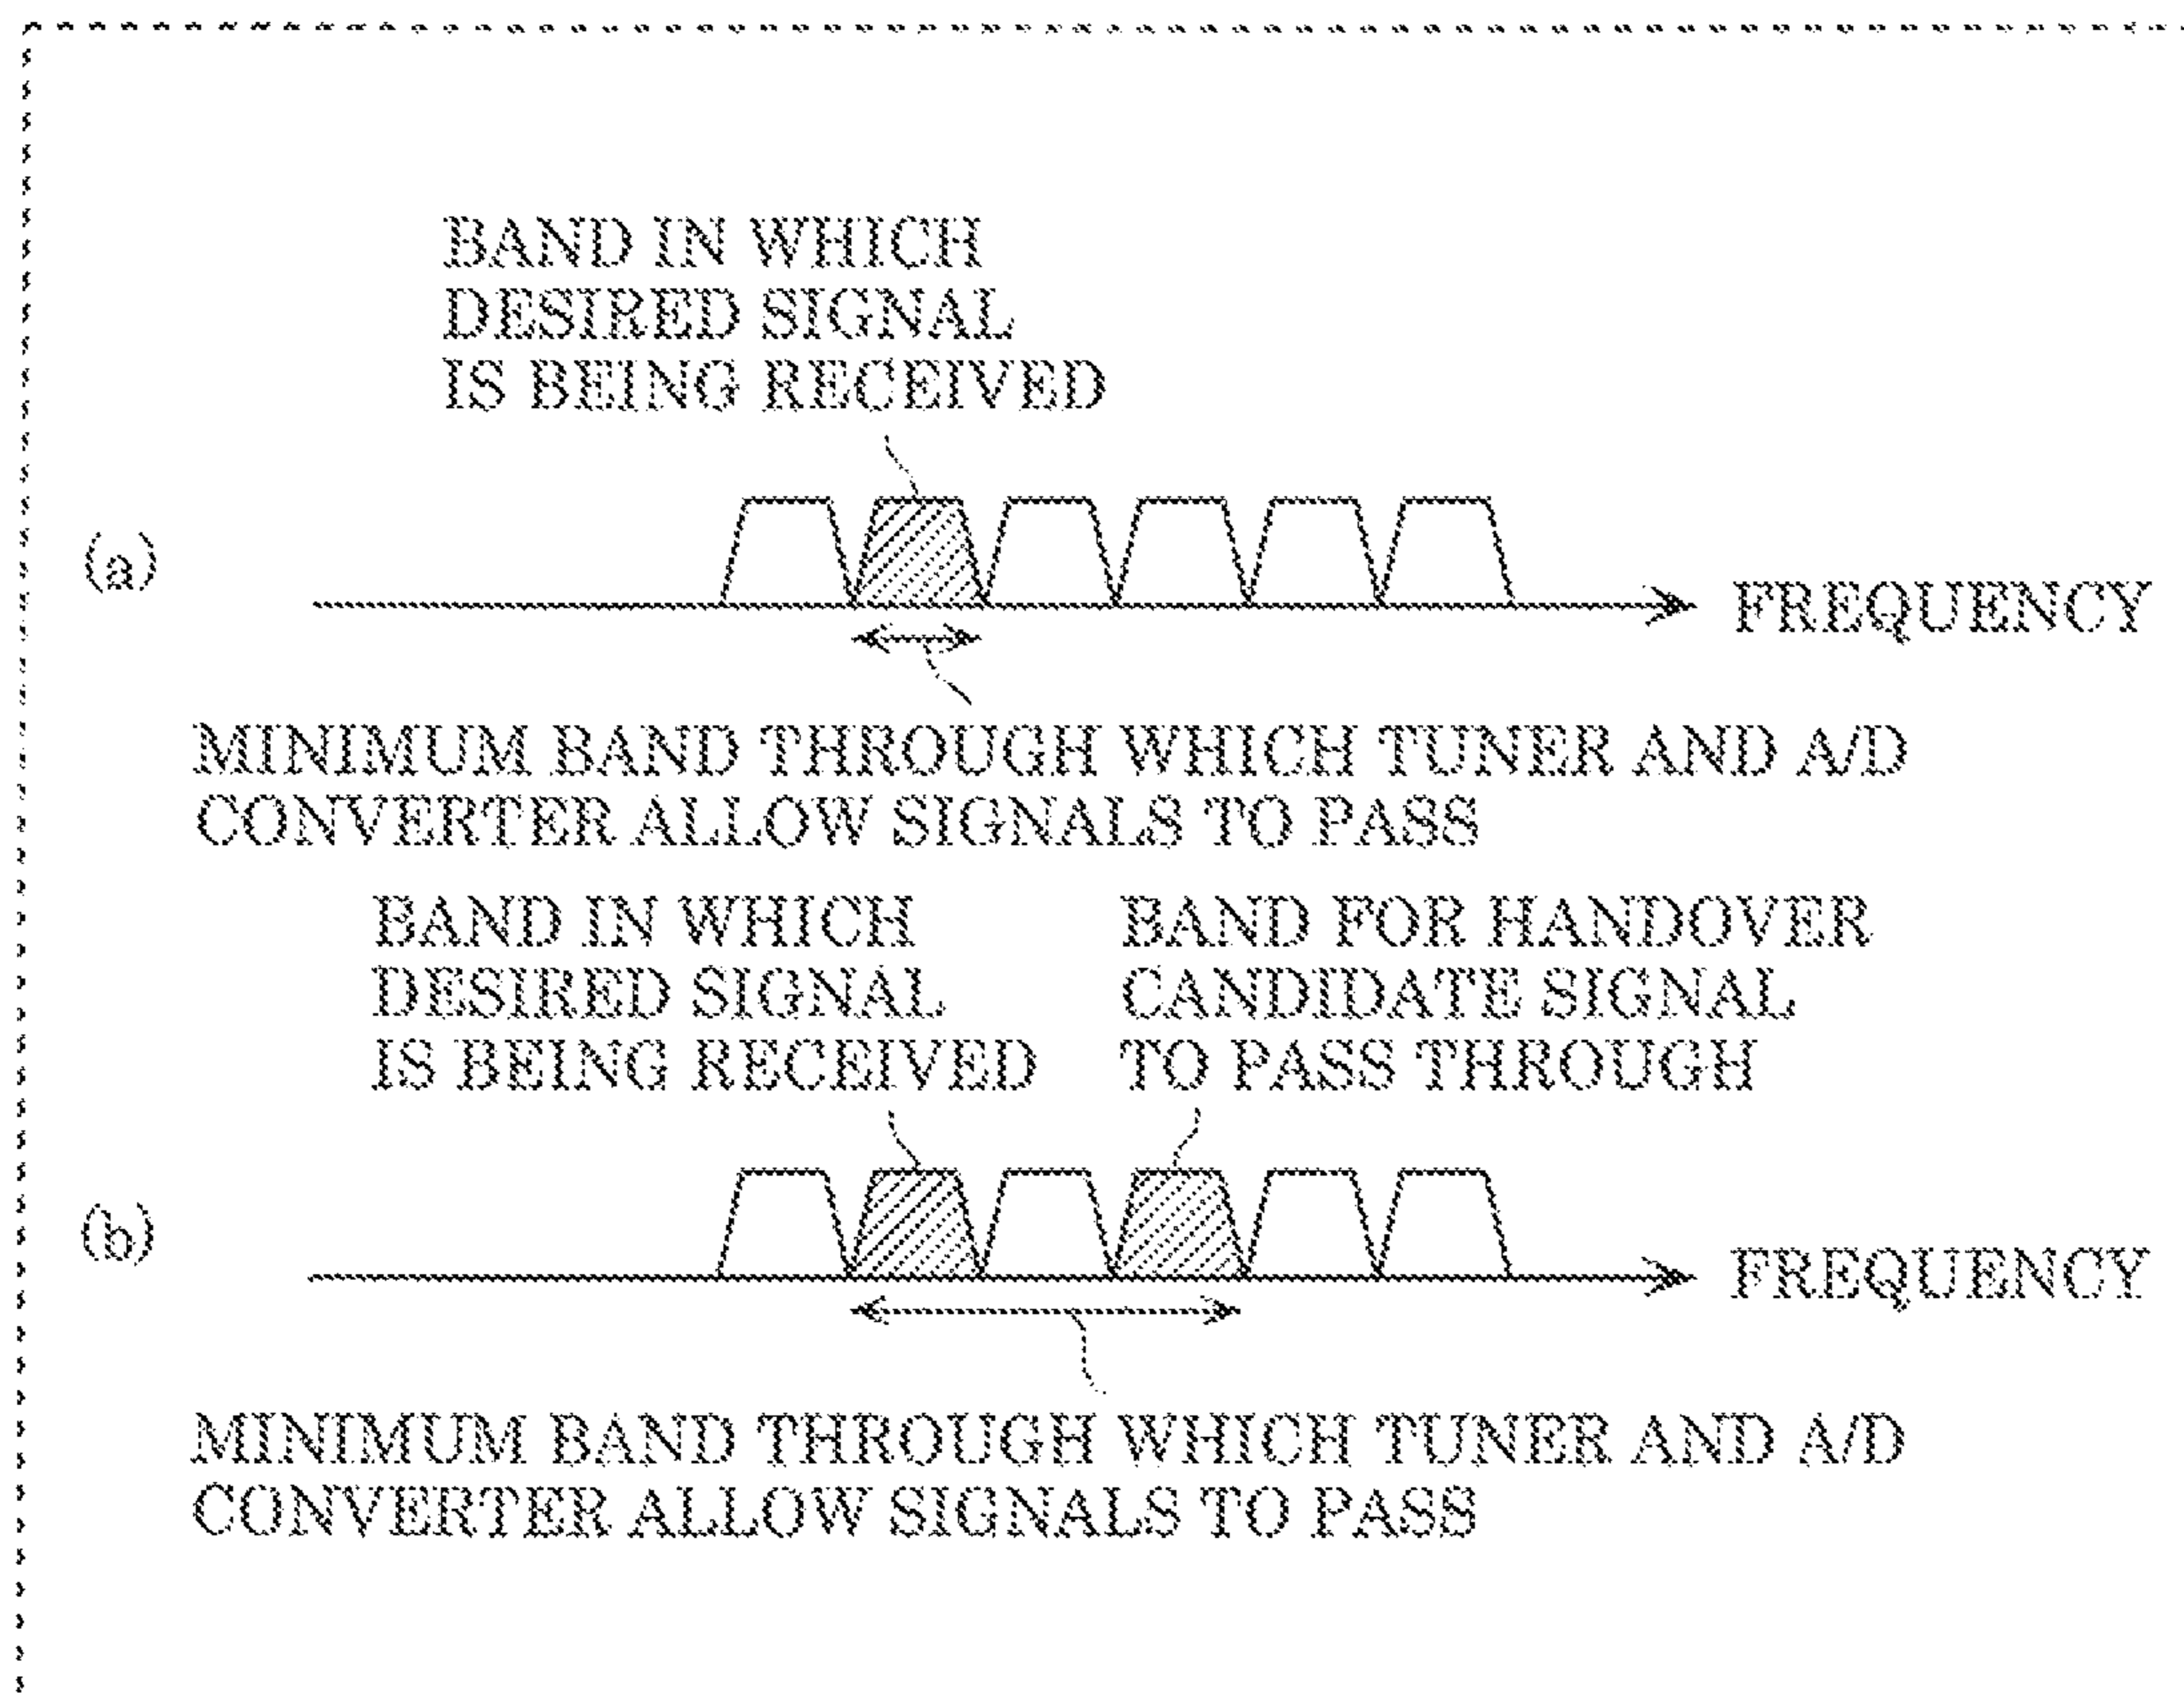 BAND IN WHICH
DESIRED SIGNAL
IS BEING RECEIVED
(a)
FREQUENCY
MINIMUM BAND THROUGH WHICH TUNER AND A/D
CONVERTER ALLOW SIGNALS TO PASS
BAND IN WHICH
DESIRED SIGNAL
IS BEING RECEIVED
BAND FOR HANDOVER
CANDIDATE SIGNAL
TO PASS THROUGH
(b)
FREQUENCY
MINIMUM BAND THROUGH WHICH TUNER AND A/D
CONVERTER ALLOW SIGNALS TO PASS